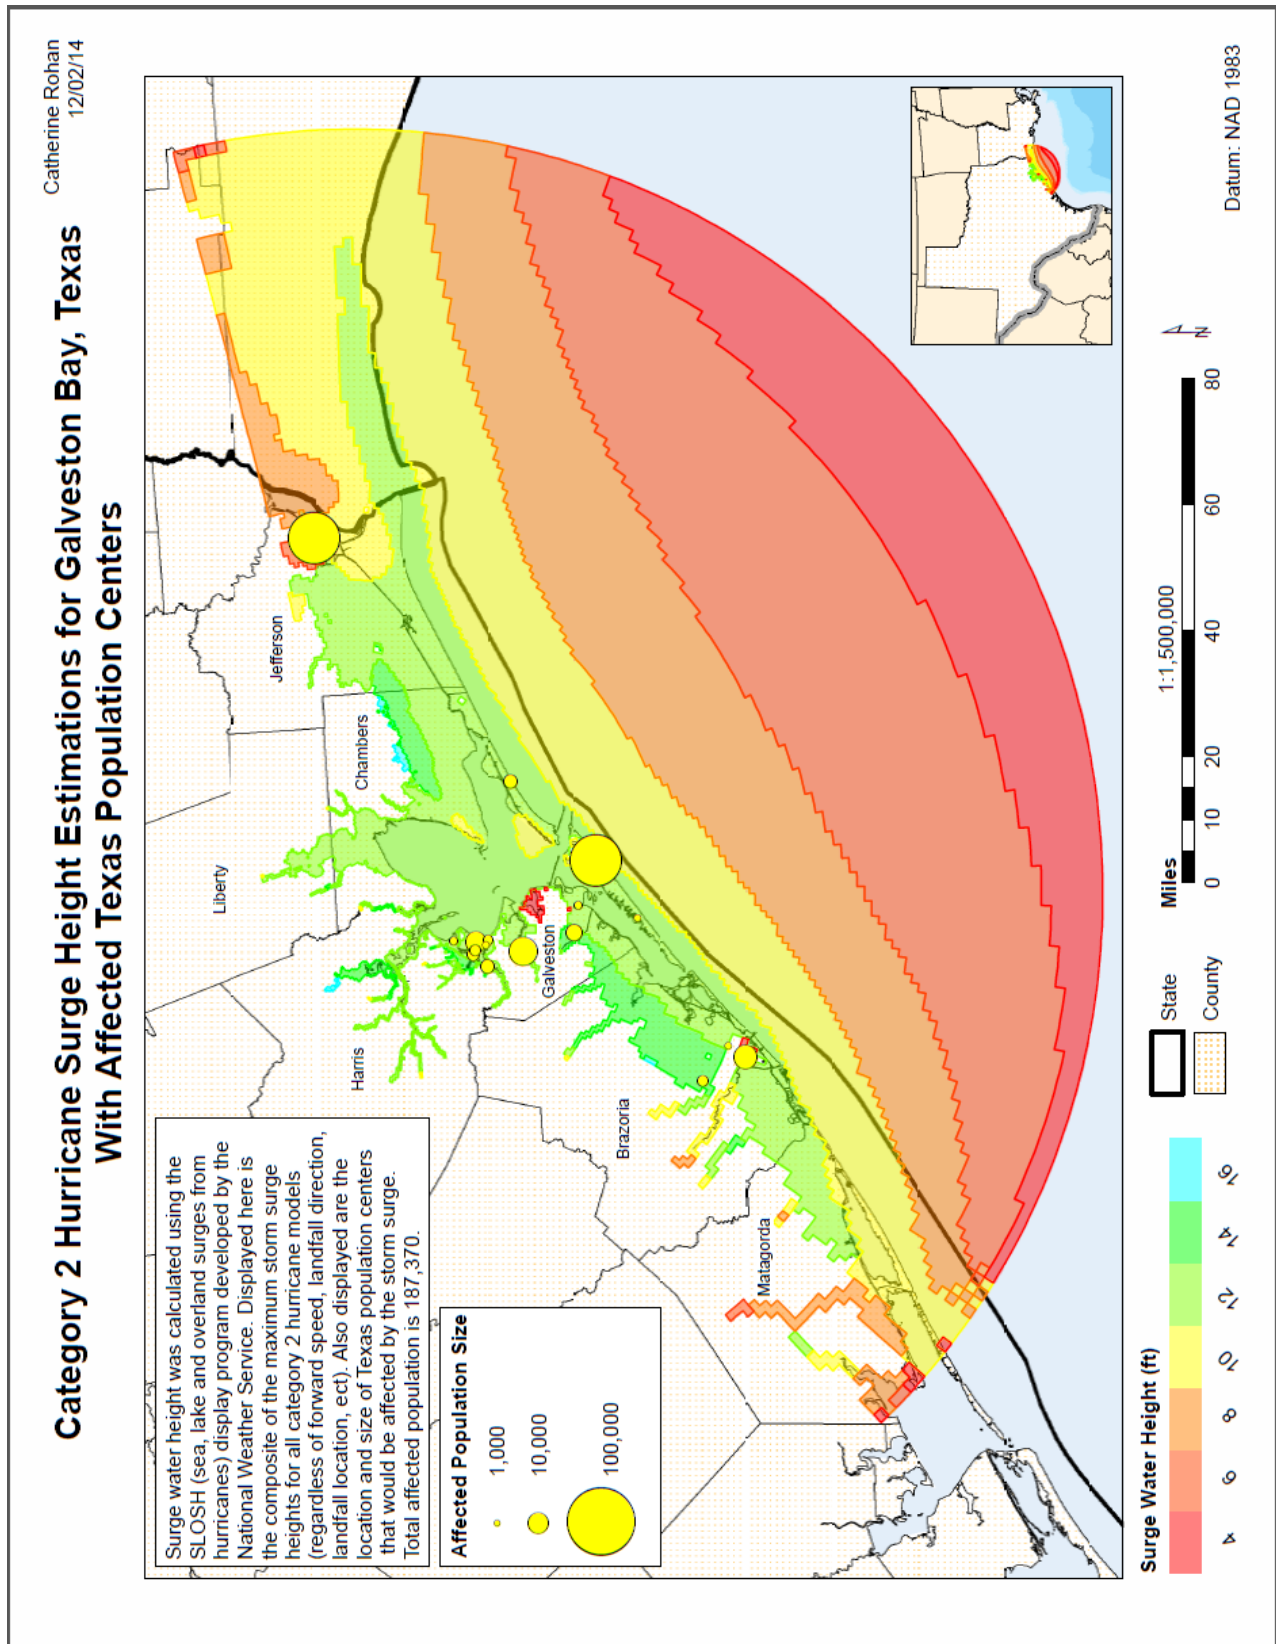 Category 2 Hurricane Surge Height Estimations for Galveston Bay, Texas
With Affected Texas Population Centers
Catherine Rohan
12/02/14
Surge water height was calculated using the
SLOSH (sea, lake and overland surges from
hurricanes) display program developed by the
National Weather Service. Displayed here is
the composite of the maximum storm surge
heights for all category 2 hurricane models
(regardless of forward speed, landfall direction,
landfall location, ect). Also displayed are the
location and size of Texas population centers
that would be affected by the storm surge.
Total affected population is 187,370.
Affected Population Size
1,000
10,000
100,000
Liberty
Jefferson
Chambers
Harris
Galveston
Brazoria
Matagorda
Surge Water Height (ft)
4
6
8
10
12
14
16
State
County
1:1,500,000
Miles
0 10 20 40 60 80
N
Datum: NAD 1983